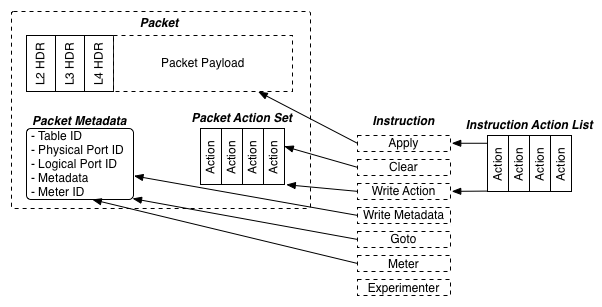 Packet
L2 HDR
L3 HDR
L4 HDR
Packet Payload
Packet Metadata
- Table ID
- Physical Port ID
- Logical Port ID
- Metadata
- Meter ID
Packet Action Set
Action
Action
Action
Action
Instruction
Apply
Clear
Write Action
Write Metadata
Goto
Meter
Experimenter
Instruction Action List
Action
Action
Action
Action